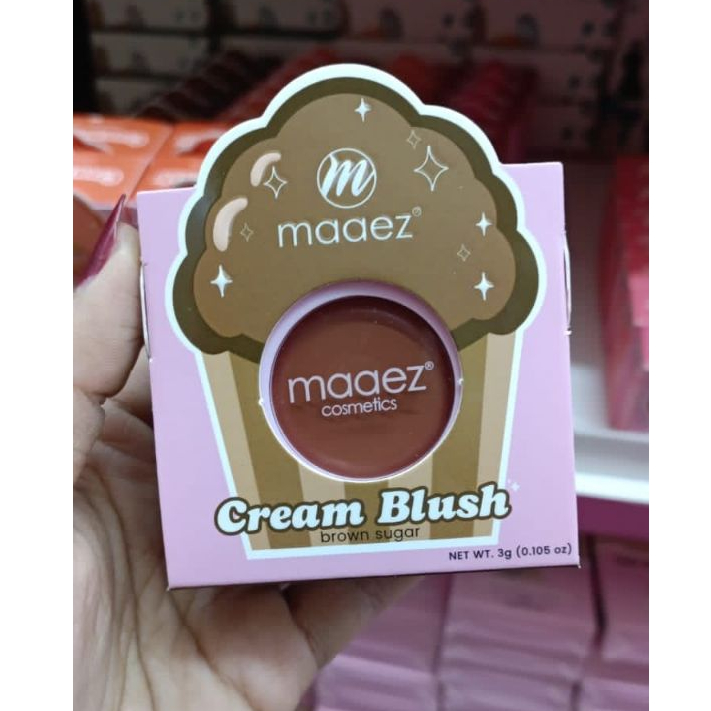 m
maaez®
maaez®
cosmetics
Cream Blush
brown sugar
NET WT. 3g (0.105 oz)